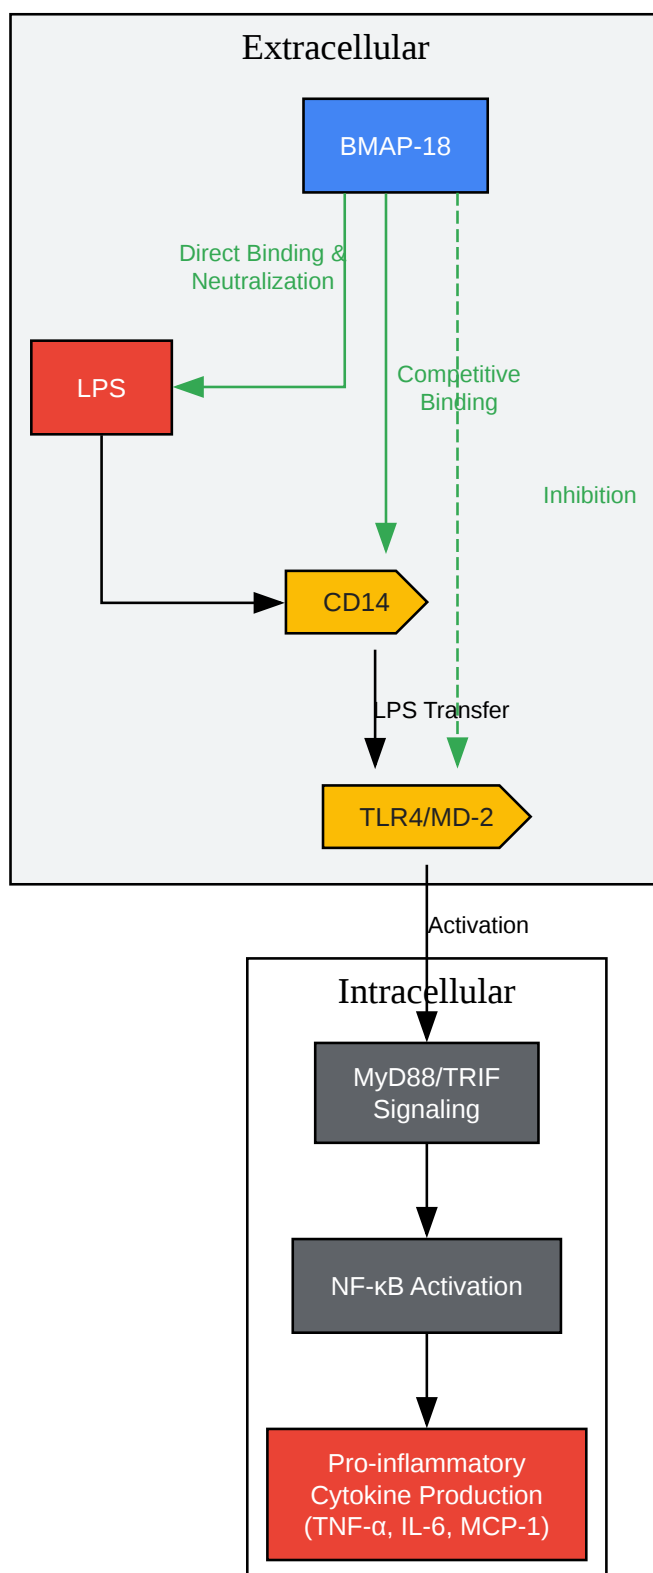 Extracellular
BMAP-18
Direct Binding &
Neutralization
LPS
Competitive
Binding
Inhibition
CD14
LPS Transfer
TLR4/MD-2
Activation
Intracellular
MyD88/TRIF
Signaling
NF-κB Activation
Pro-inflammatory
Cytokine Production
(TNF-α, IL-6, MCP-1)